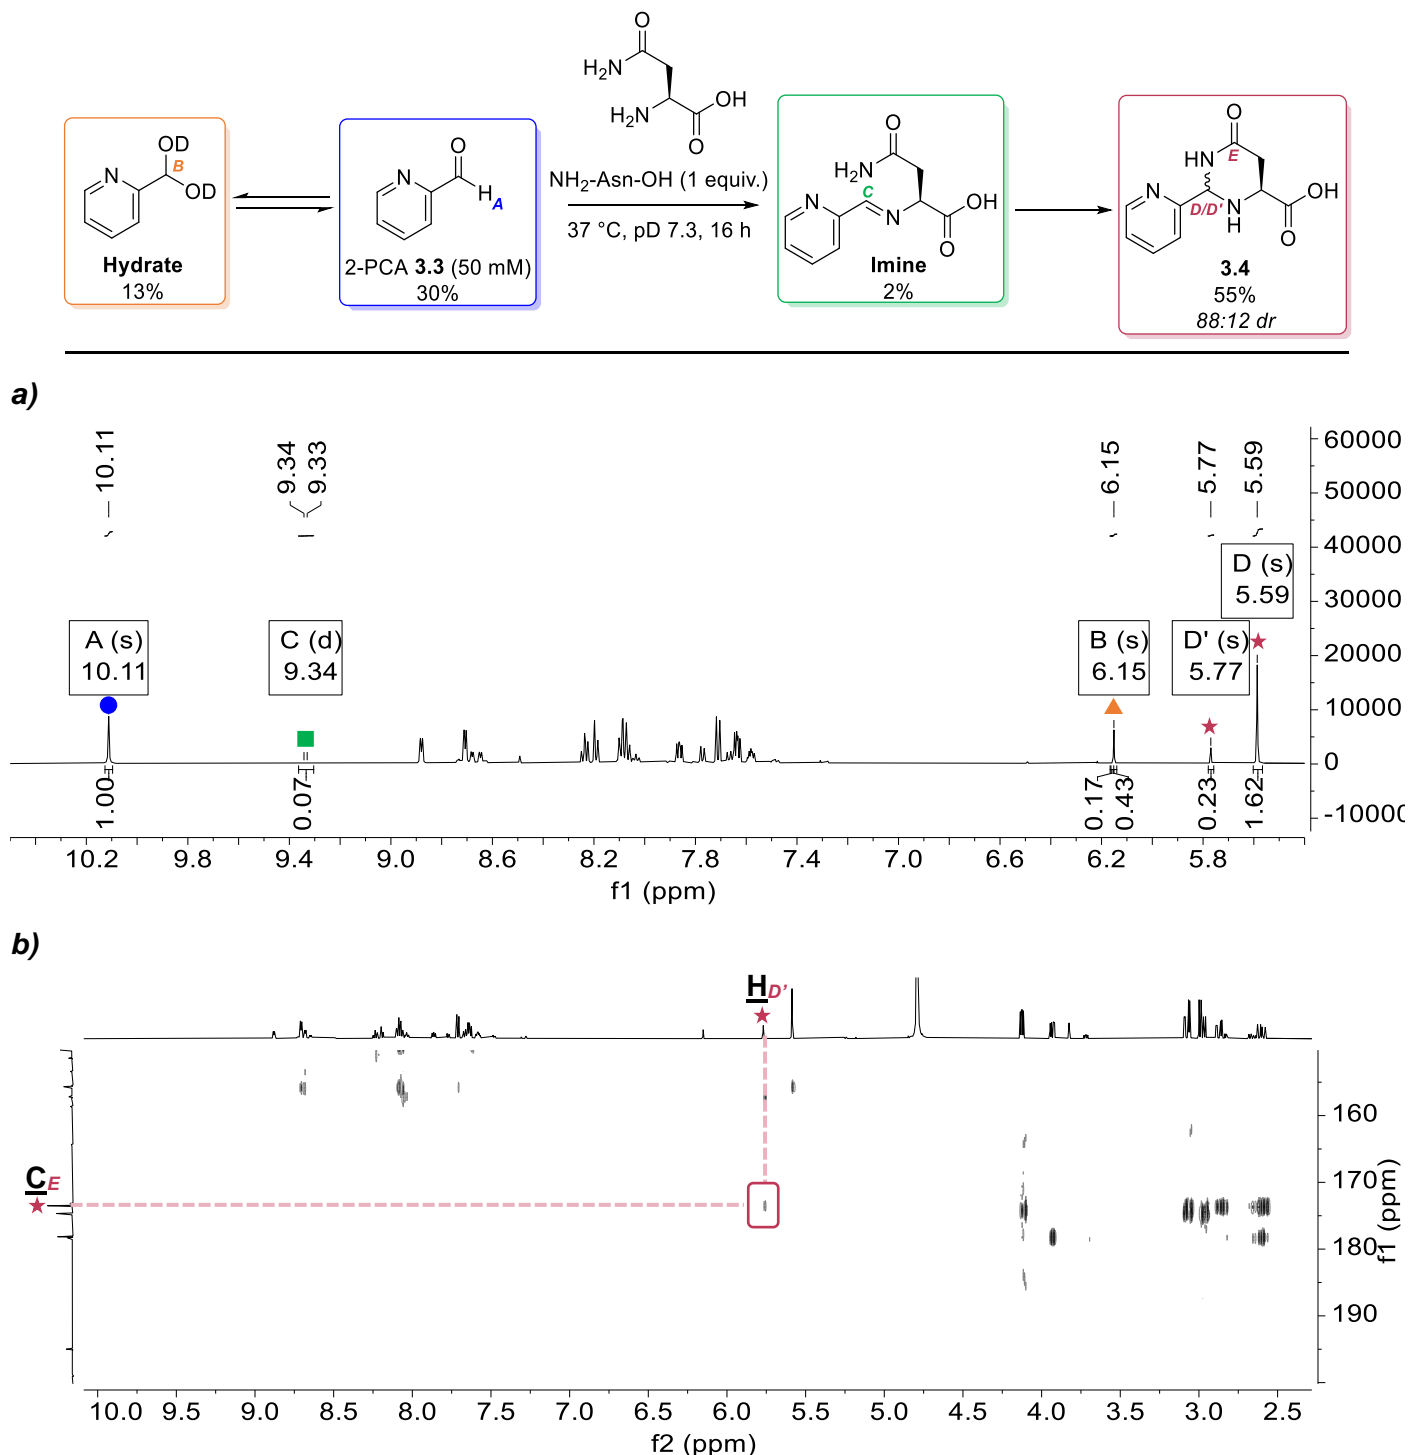 O
H2N
H2N
OH
O
OD
B
N
OD
Hydrate
13%
O
N
H
A
2-PCA 3.3 (50 mM)
30%
NH2-Asn-OH (1 equiv.)
37 °C, pD 7.3, 16 h
O
H2N
C
N
N
OH
O
Imine
2%
O
HN
E
N
OH
D/D'
N
H
O
3.4
55%
88:12 dr
a)
10.11
9.34
9.33
6.15
5.77
5.59
A (s)
10.11
C (d)
9.34
B (s)
6.15
D' (s)
5.77
D (s)
5.59
60000
50000
40000
30000
20000
10000
0
-10000
1.00
0.07
0.17
0.43
0.23
1.62
10.2 9.8 9.4 9.0 8.6 8.2 7.8 7.4 7.0 6.6 6.2 5.8
f1 (ppm)
b)
HD'
CE
160
170
180
190
f1 (ppm)
10.0 9.5 9.0 8.5 8.0 7.5 7.0 6.5 6.0 5.5 5.0 4.5 4.0 3.5 3.0 2.5
f2 (ppm)